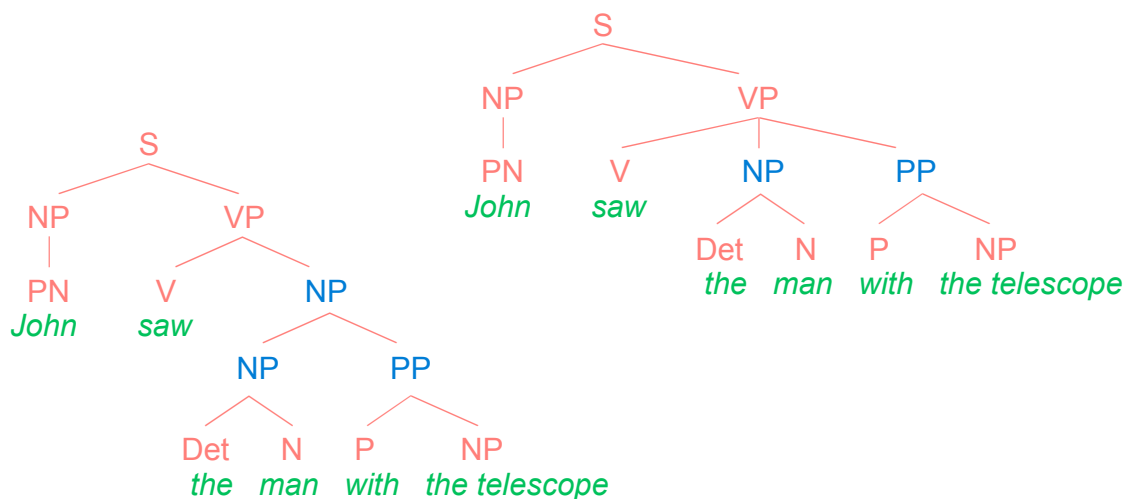 S
NP VP
PN V NP
John saw
NP PP
Det N P NP
the man with the telescope
S
NP VP
PN V NP PP
John saw
Det N P NP
the man with the telescope